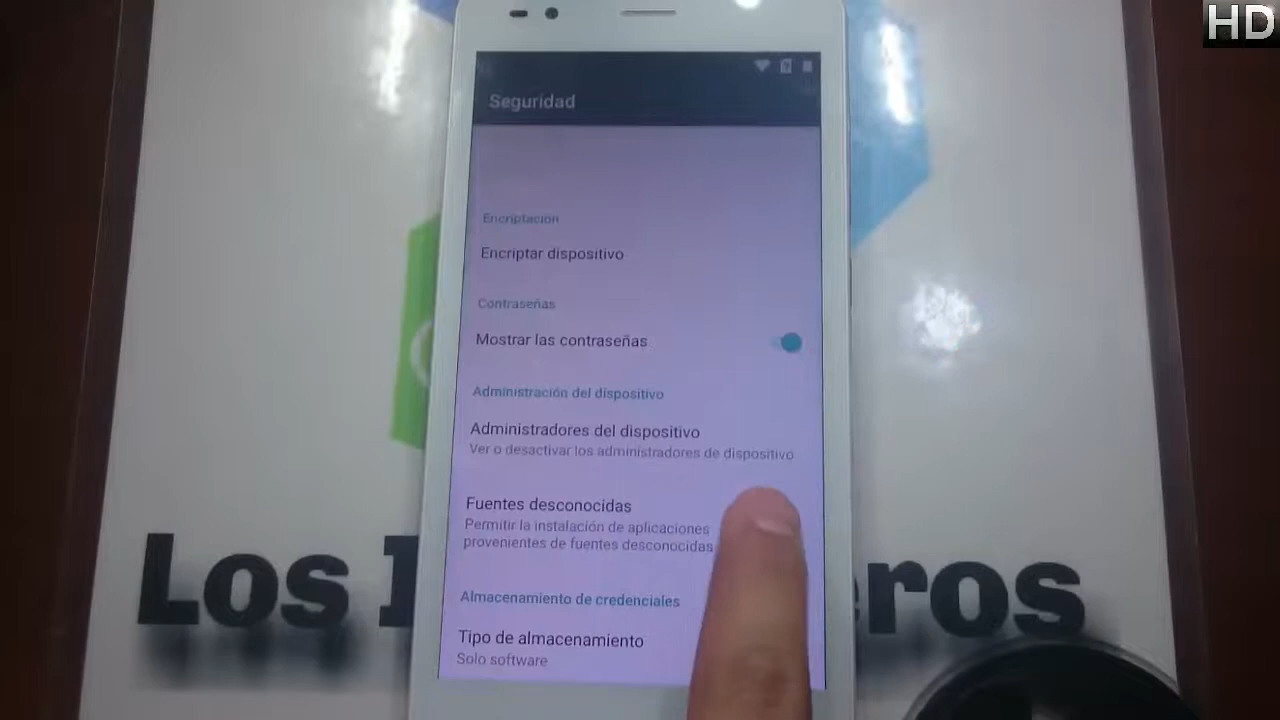 HD
Seguridad
Encriptación
Encriptar dispositivo
Contraseñas
Mostrar las contraseñas
Administración del dispositivo
Administradores del dispositivo
Ver o desactivar los administradores de dispositivo
Fuentes desconocidas
Permitir la instalación de aplicaciones
provenientes de fuentes desconocidas
Almacenamiento de credenciales
Tipo de almacenamiento
Solo software
Los